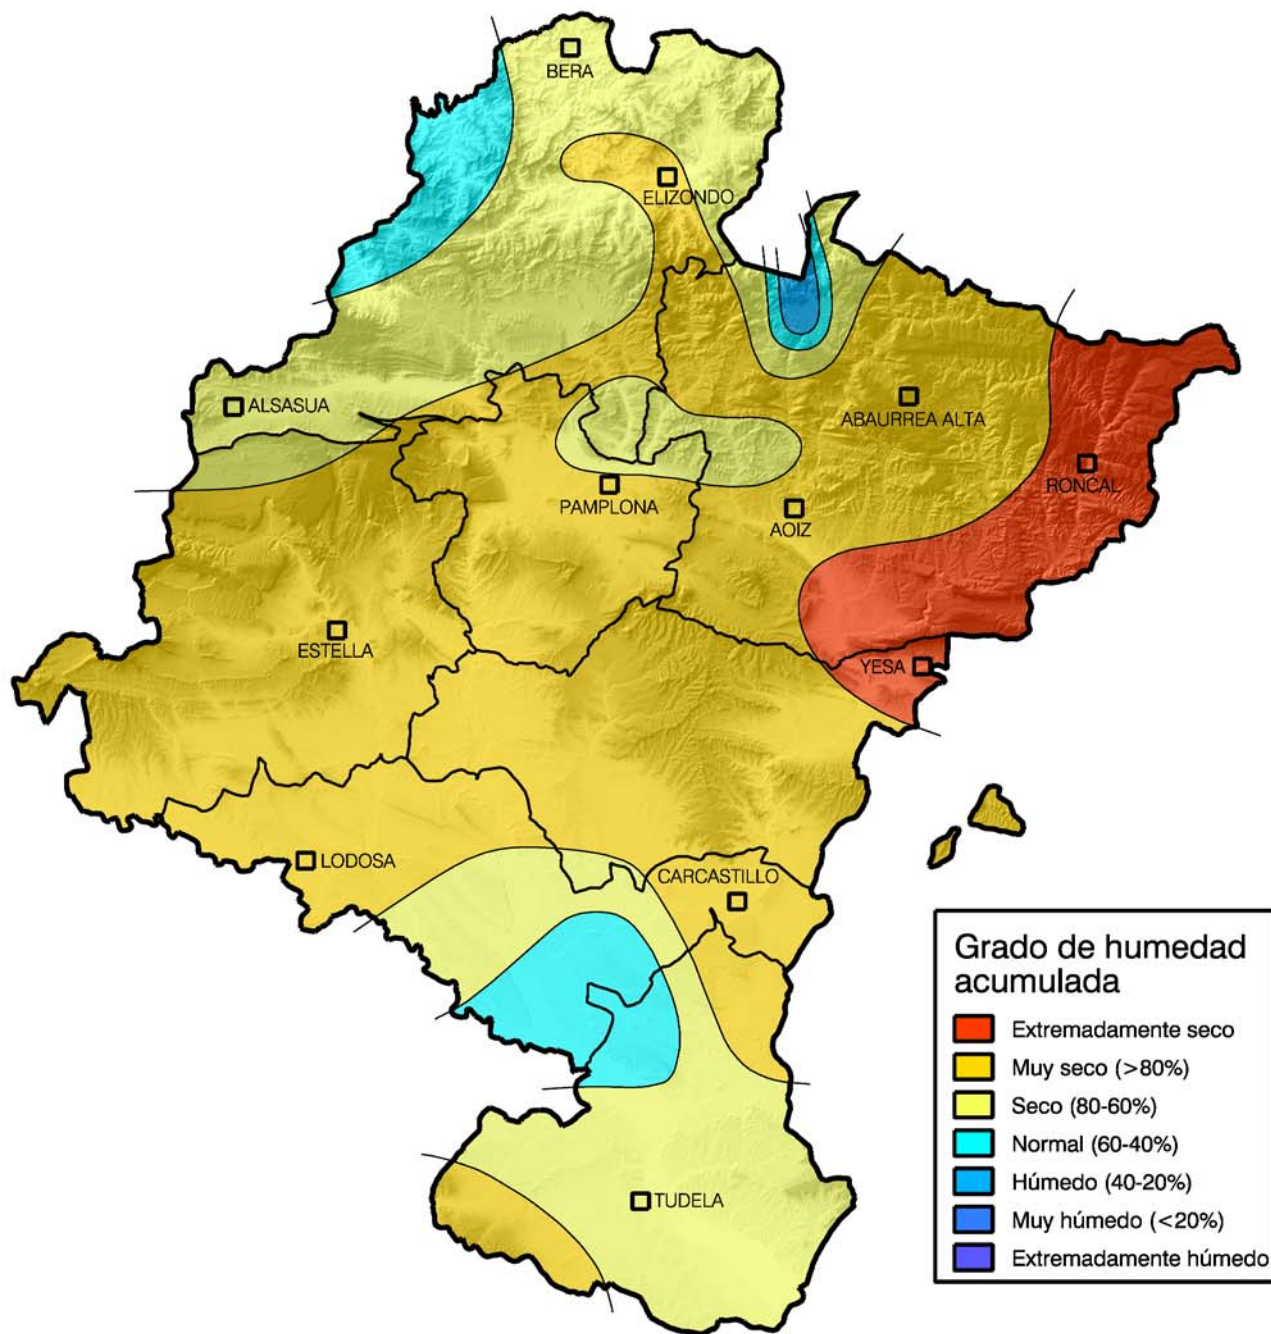 BERA
ELIZONDO
ALSASUA
ABAURREA ALTA
RONCAL
PAMPLONA
AOIZ
ESTELLA
YESA
LODOSA
CARCASTILLO
TUDELA
Grado de humedad
acumulada
Extremadamente seco
Muy seco (>80%)
Seco (80-60%)
Normal (60-40%)
Húmedo (40-20%)
Muy húmedo (<20%)
Extremadamente húmedo